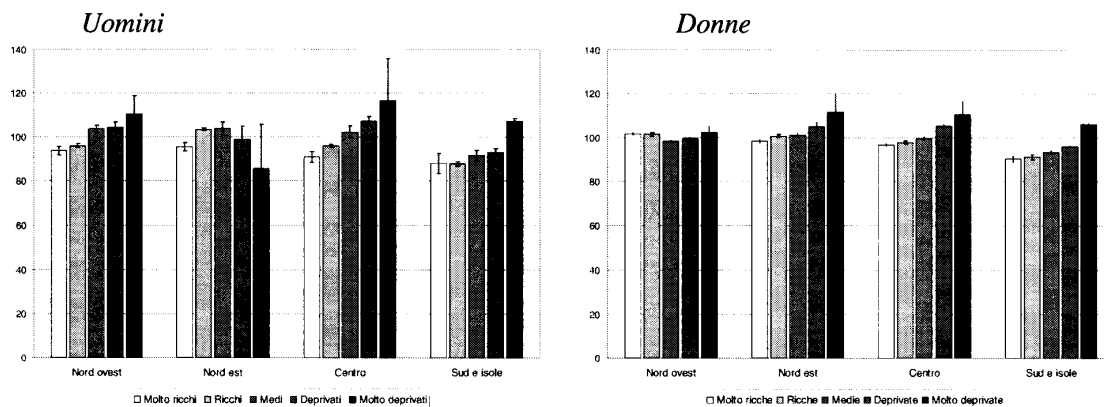 Uomini
140
120
100
80
60
40
20
0
Nord ovest Nord est Centro Sud e isole
Molto ricchi Ricchi Medi Deprivati Molto deprivati
Donne
140
120
100
80
60
40
20
0
Nord ovest Nord est Centro Sud e isole
Molto ricche Ricche Medie Deprivate Molto deprivate